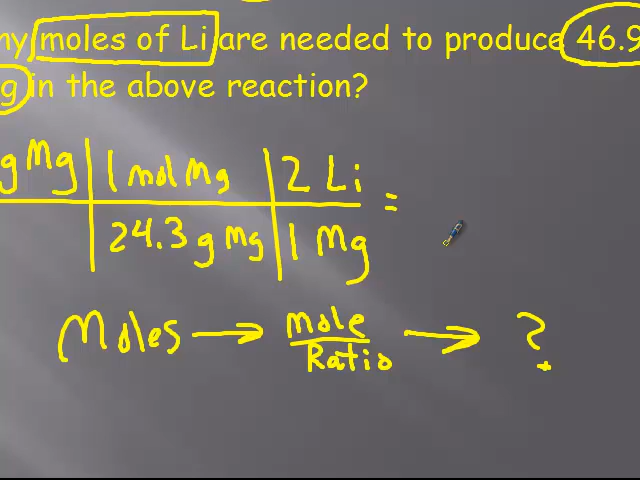 ny moles of Li are needed to produce 46.9
g in the above reaction?
g Mg 1 mol Mg 2 Li =
24.3 g Mg 1 Mg
Moles → Mole → ?
Ratio